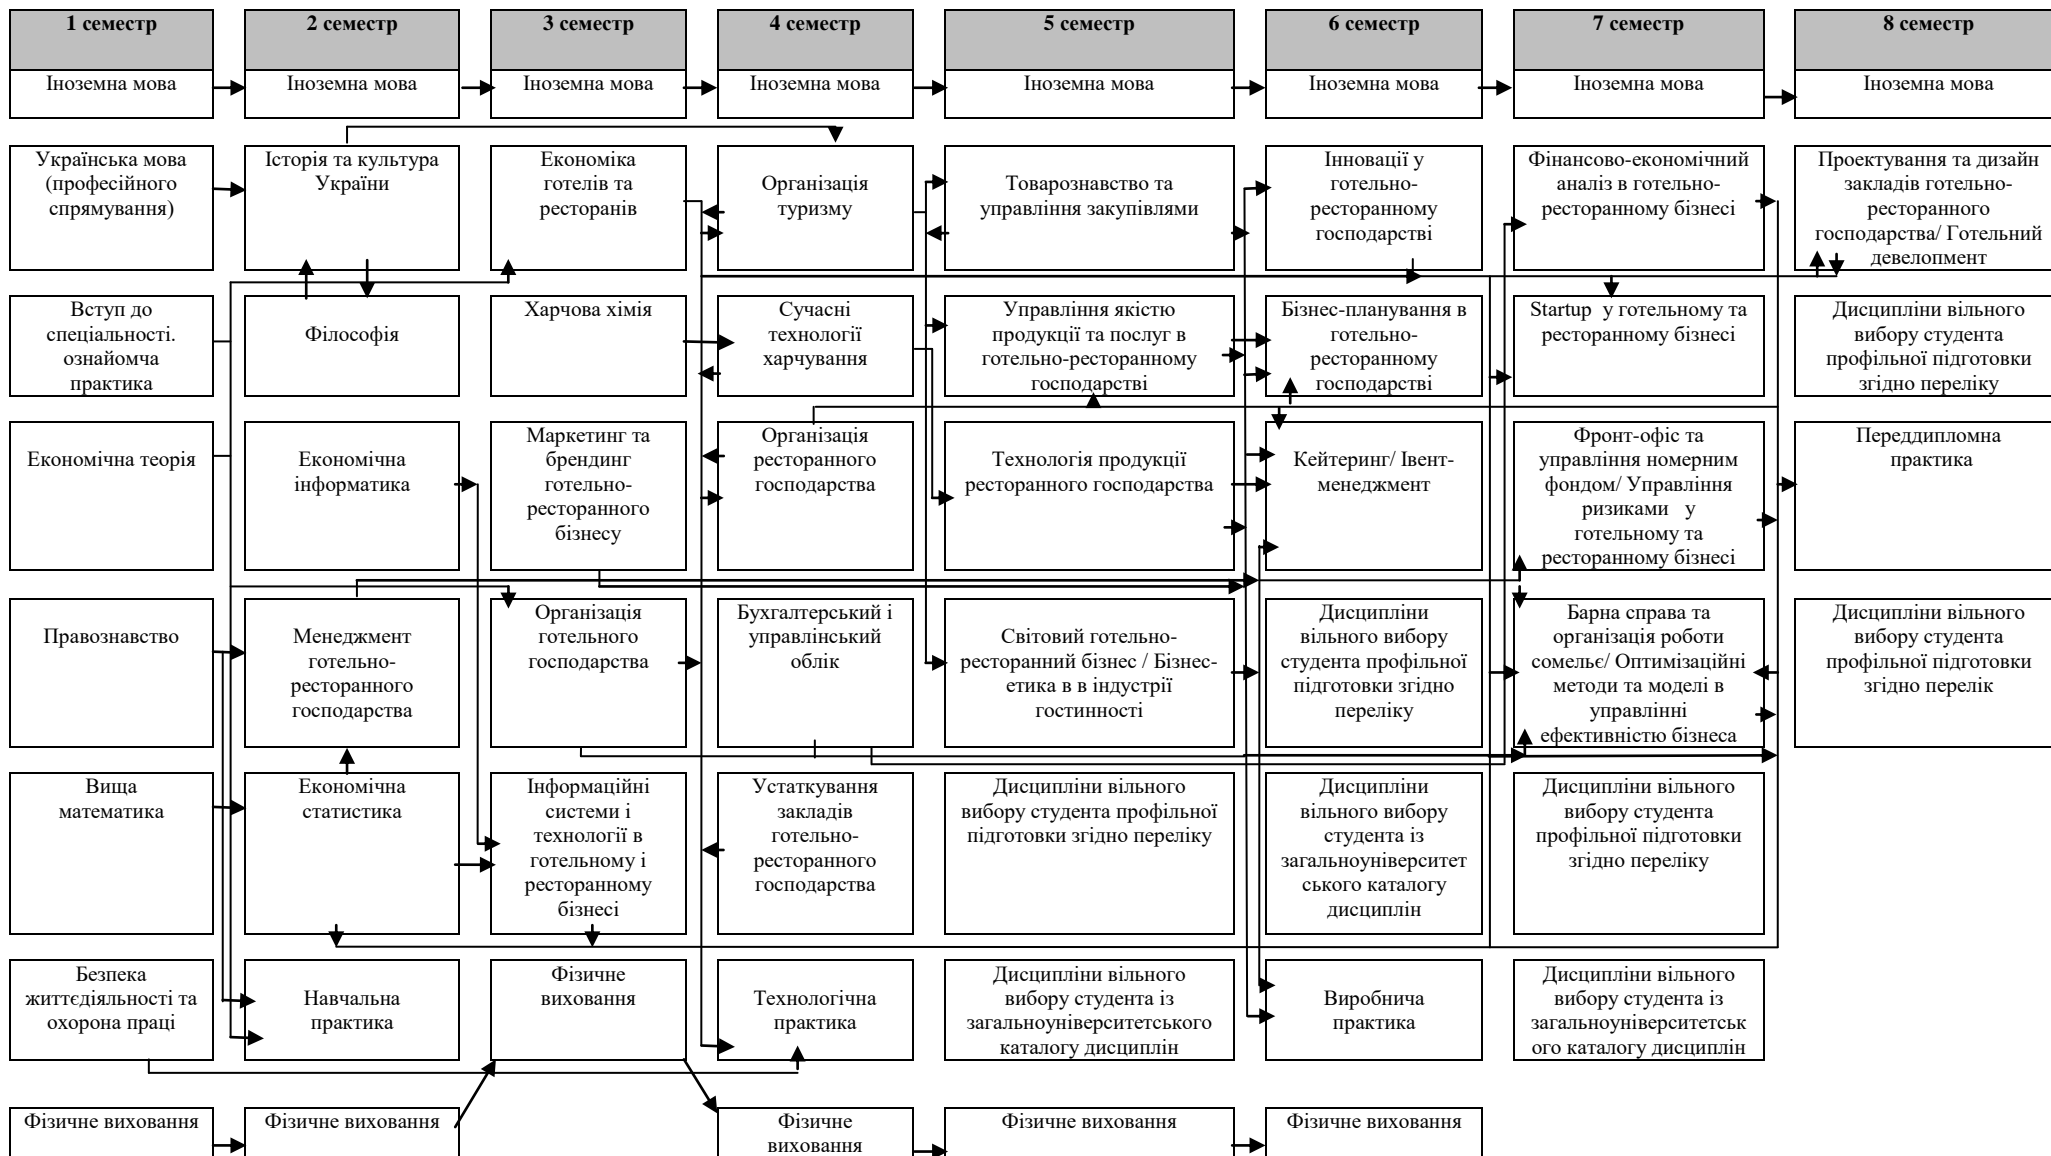 1 семестр
2 семестр
3 семестр
4 семестр
5 семестр
6 семестр
7 семестр
8 семестр
Іноземна мова
Іноземна мова
Іноземна мова
Іноземна мова
Іноземна мова
Іноземна мова
Іноземна мова
Іноземна мова
Українська мова
(професійного
спрямування)
Історія та культура
України
Економіка
готелів та
ресторанів
Організація
туризму
Товарознавство та
управління закупівлями
Інновації у
готельно-
ресторанному
господарстві
Фінансово-економічний
аналіз в готельно-
ресторанному бізнесі
Проектування та дизайн
закладів готельно-
ресторанного
господарства/ Готельний
девелопмент
Вступ до
спеціальності.
ознайомча
практика
Філософія
Харчова хімія
Сучасні
технології
харчування
Управління якістю
продукції та послуг в
готельно-ресторанному
господарстві
Бізнес-планування в
готельно-
ресторанному
господарстві
Startup у готельному та
ресторанному бізнесі
Дисципліни вільного
вибору студента
профільної підготовки
згідно переліку
Економічна теорія
Економічна
інформатика
Маркетинг та
брендинг
готельно-
ресторанного
бізнесу
Організація
ресторанного
господарства
Технологія продукції
ресторанного господарства
Кейтеринг/ Івент-
менеджмент
Фронт-офіс та
управління номерним
фондом/ Управління
ризиками у
готельному та
ресторанному бізнесі
Переддипломна
практика
Правознавство
Менеджмент
готельно-
ресторанного
господарства
Організація
готельного
господарства
Бухгалтерський і
управлінський
облік
Світовий готельно-
ресторанний бізнес / Бізнес-
етика в в індустрії
гостинності
Дисципліни
вільного вибору
студента профільної
підготовки згідно
переліку
Барна справа та
організація роботи
сомельє/ Оптимізаційні
методи та моделі в
управлінні
ефективністю бізнеса
Дисципліни вільного
вибору студента
профільної підготовки
згідно перелік
Вища
математика
Економічна
статистика
Інформаційні
системи і
технології в
готельному і
ресторанному
бізнесі
Устаткування
закладів
готельно-
ресторанного
господарства
Дисципліни вільного
вибору студента профільної
підготовки згідно переліку
Дисципліни
вільного вибору
студента із
загальноуніверситет
ського каталогу
дисциплін
Дисципліни вільного
вибору студента
профільної підготовки
згідно переліку
Безпека
життєдіяльності та
охорона праці
Навчальна
практика
Фізичне
виховання
Технологічна
практика
Дисципліни вільного
вибору студента із
загальноуніверситетського
каталогу дисциплін
Виробнича
практика
Дисципліни вільного
вибору студента із
загальноуніверситетськ
ого каталогу дисциплін
Фізичне виховання
Фізичне виховання
Фізичне
виховання
Фізичне виховання
Фізичне виховання